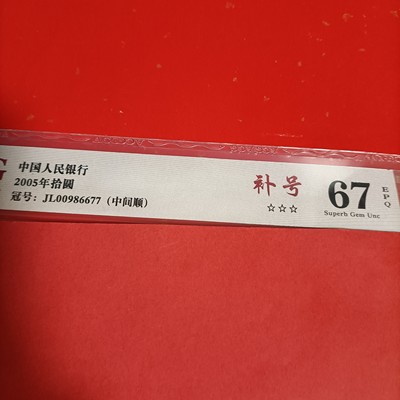 G
中国人民银行
2005年拾圆
冠号：JL00986677（中间顺）
补号
☆☆☆
67
EPQ
Superb Gem Unc